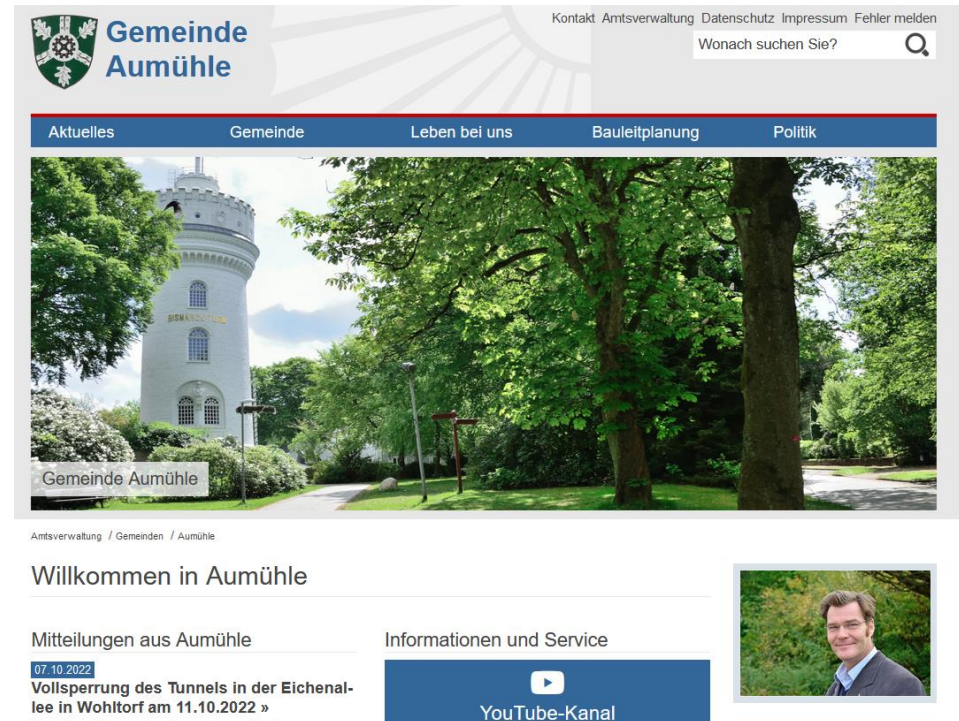 Gemeinde
Aumühle
Kontakt Amtsverwaltung Datenschutz Impressum Fehler melden
Wonach suchen Sie?
Aktuelles Gemeinde Leben bei uns Bauleitplanung Politik
BISMARCK-TURM
Gemeinde Aumühle
Amtsverwaltung / Gemeinden / Aumühle
Willkommen in Aumühle
Mitteilungen aus Aumühle
07.10.2022
Vollsperrung des Tunnels in der Eichenal-
lee in Wohltorf am 11.10.2022 »
Informationen und Service
YouTube-Kanal